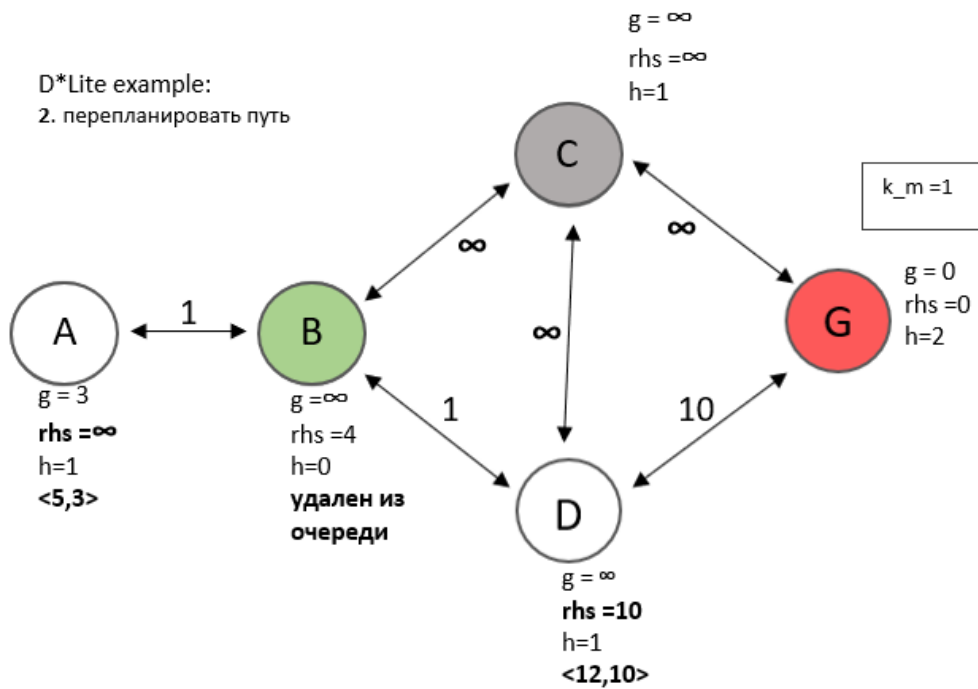 D*Lite example:
2. перепланировать путь
g = ∞
rhs =∞
h=1
C
k_m =1
∞
∞
A
1
B
∞
G
g = 0
rhs =0
h=2
g = 3
rhs =∞
h=1
<5,3>
g =∞
rhs =4
h=0
удален из
очереди
1
10
D
g = ∞
rhs =10
h=1
<12,10>